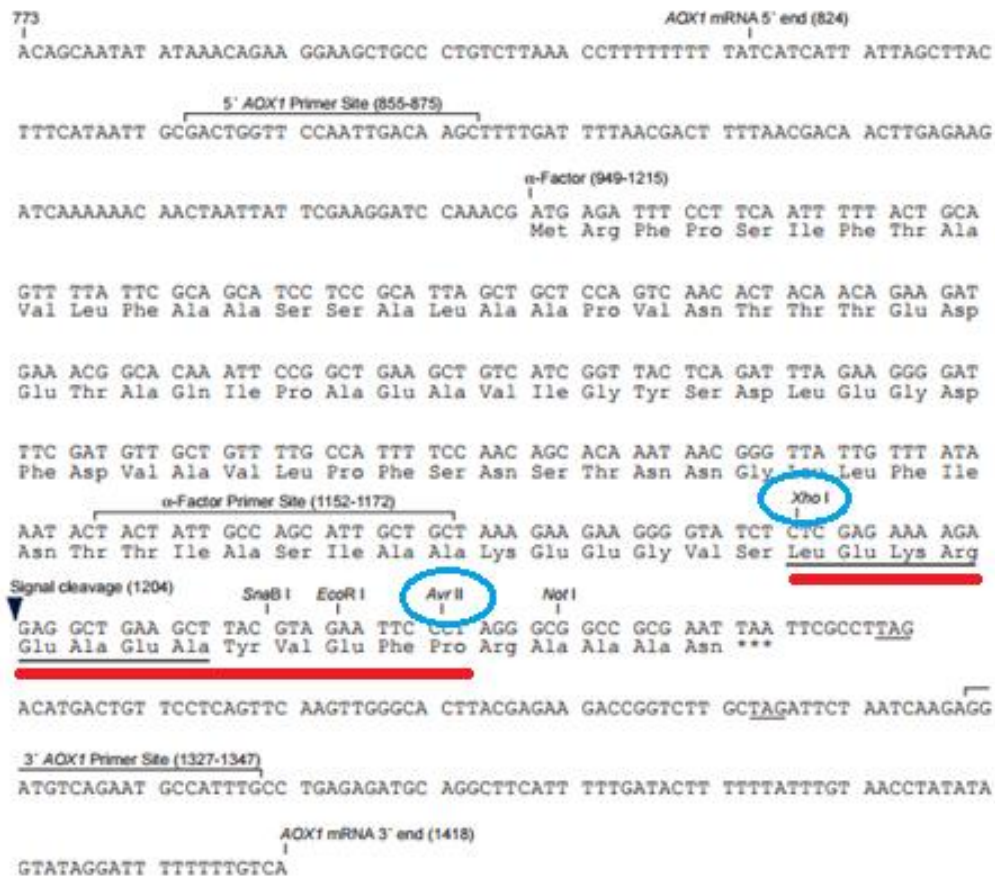 773
AOX1 mRNA 5´ end (824)
ACAGCAATAT ATAAACAGAA GGAAGCTGCC CTGTCTTAAA CCTTTTTTTT TATCATCATT ATTAGCTTAC
5´ AOX1 Primer Site (855-875)
TTTCATAATT GCGACTGGTT CCAATTGACA AGCTTTTGAT TTTAACGACT TTTAACGACA ACTTGAGAAG
α-Factor (949-1215)
ATCAAAAAAC AACTAATTAT TCGAAGGATC CAAACG ATG AGA TTT CCT TCA ATT TTT ACT GCA
Met Arg Phe Pro Ser Ile Phe Thr Ala
GTT TTA TTC GCA GCA TCC TCC GCA TTA GCT GCT CCA GTC AAC ACT ACA ACA GAA GAT
Val Leu Phe Ala Ala Ser Ser Ala Leu Ala Ala Pro Val Asn Thr Thr Thr Glu Asp
GAA ACG GCA CAA ATT CCG GCT GAA GCT GTC ATC GGT TAC TCA GAT TTA GAA GGG GAT
Glu Thr Ala Gln Ile Pro Ala Glu Ala Val Ile Gly Tyr Ser Asp Leu Glu Gly Asp
TTC GAT GTT GCT GTT TTG CCA TTT TCC AAC AGC ACA AAT AAC GGG TTA TTG TTT ATA
Phe Asp Val Ala Val Leu Pro Phe Ser Asn Ser Thr Asn Asn Gly Leu Leu Phe Ile
α-Factor Primer Site (1152-1172)
Xho I
AAT ACT ACT ATT GCC AGC ATT GCT GCT AAA GAA GAA GGG GTA TCT CTC GAG AAA AGA
Asn Thr Thr Ile Ala Ser Ile Ala Ala Lys Glu Glu Gly Val Ser Leu Glu Lys Arg
Signal cleavage (1204)
SnaB I EcoR I Avr II Not I
GAG GCT GAA GCT TAC GTA GAA TTC CCT AGG GCG GCC GCG AAT TAA TTCGCCTTAG
Glu Ala Glu Ala Tyr Val Glu Phe Pro Arg Ala Ala Ala Asn ***
ACATGACTGT TCCTCAGTTC AAGTTGGGCA CTTACGAGAA GACCGGTCTT GCTAGATTCT AATCAAGAGG
3´ AOX1 Primer Site (1327-1347)
ATGTCAGAAT GCCATTTGCC TGAGAGATGC AGGCTTCATT TTTGATACTT TTTTATTTGT AACCTATATA
AOX1 mRNA 3´ end (1418)
GTATAGGATT TTTTTTGTCA